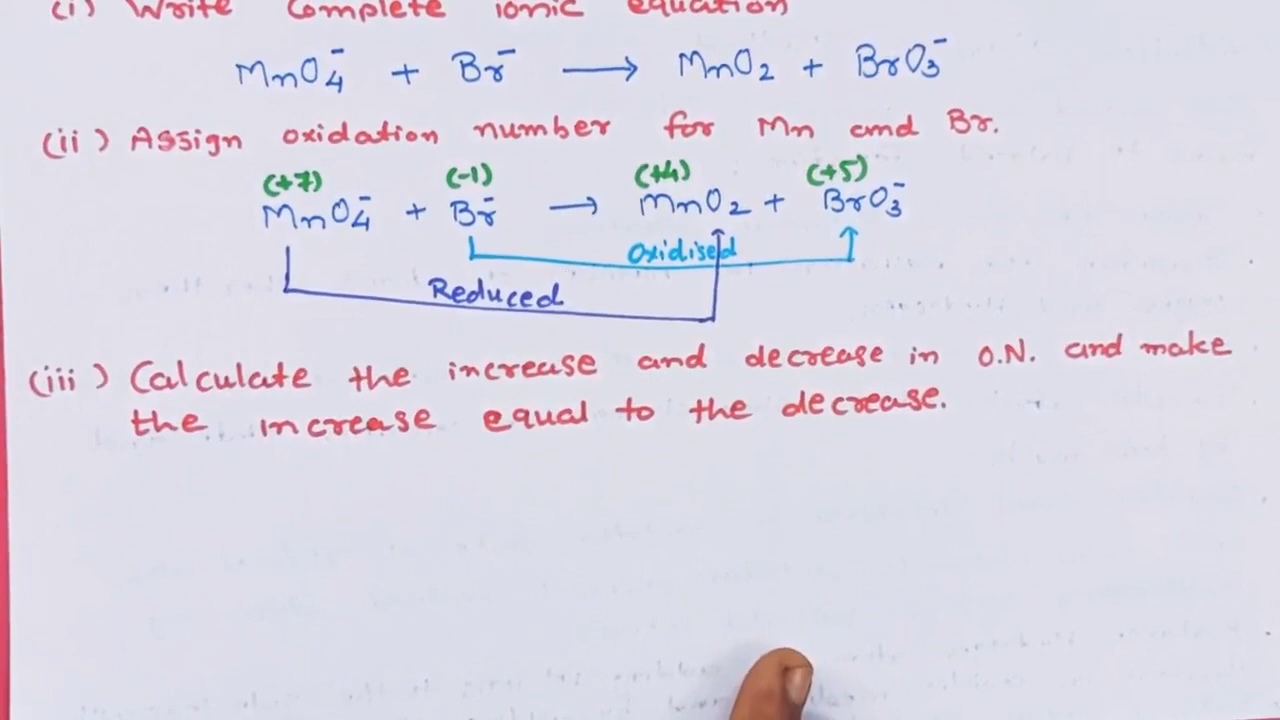 (i) Write Complete ionic equation
MnO₄⁻ + Br⁻ → MnO₂ + BrO₃⁻
(ii) Assign oxidation number for Mn and Br.
(+7) (-1) (+4) (+5)
MnO₄⁻ + Br⁻ → MnO₂ + BrO₃⁻
Oxidised
Reduced
(iii) Calculate the increase and decrease in O.N. and make
the increase equal to the decrease.